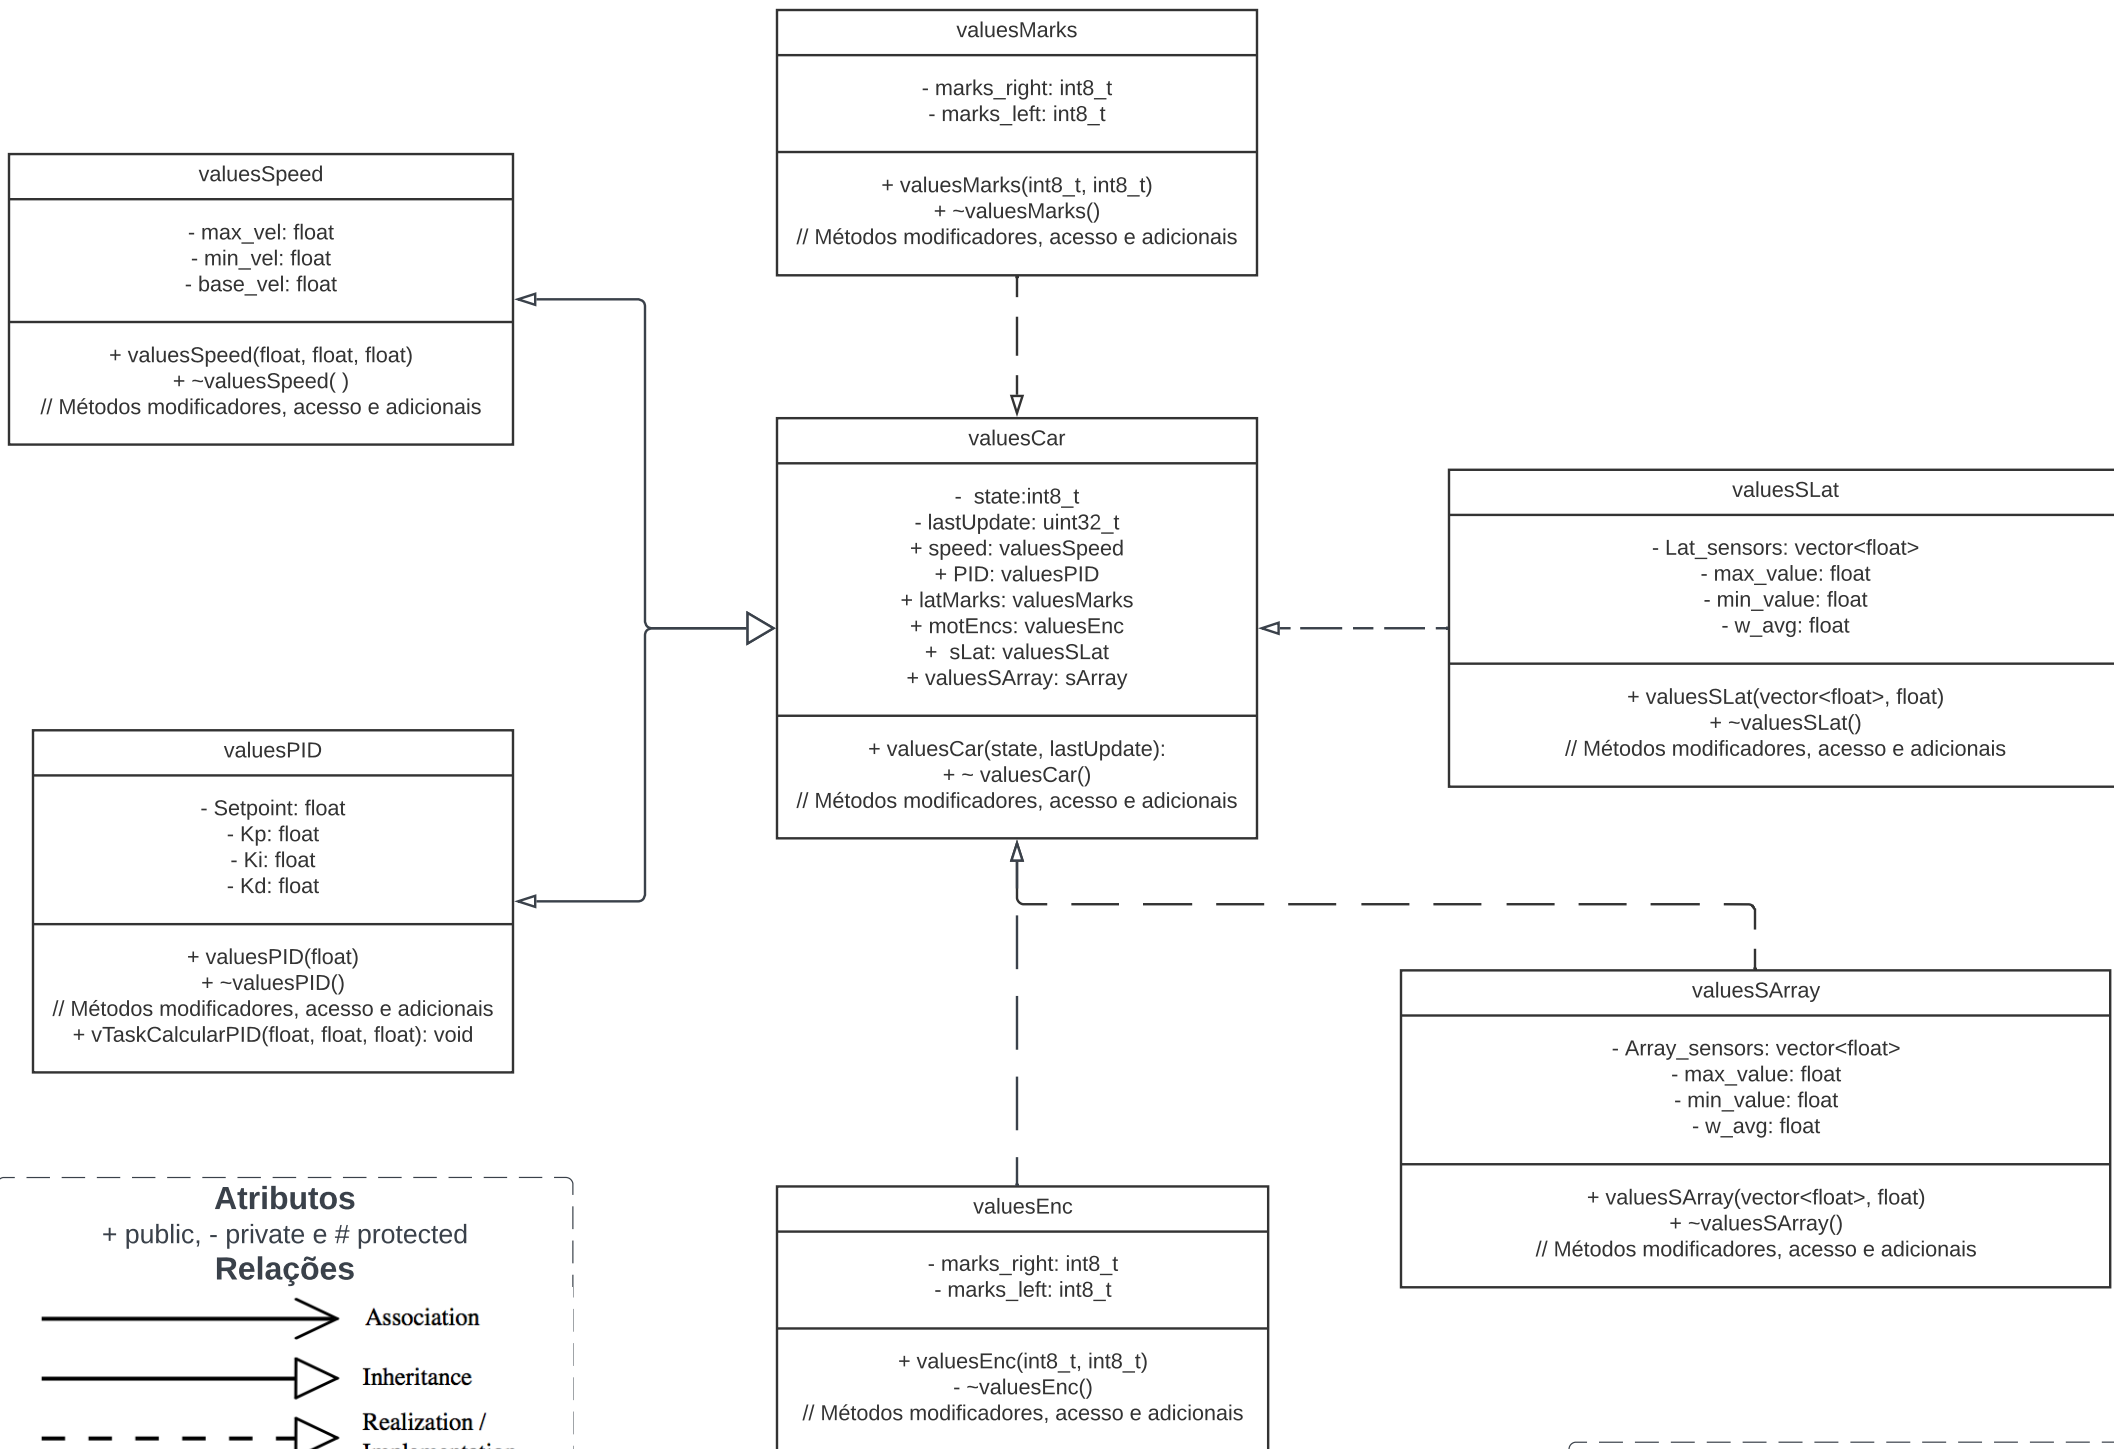 valuesMarks
- marks_right: int8_t
- marks_left: int8_t
+ valuesMarks(int8_t, int8_t)
+ ~valuesMarks()
// Métodos modificadores, acesso e adicionais
valuesSpeed
- max_vel: float
- min_vel: float
- base_vel: float
+ valuesSpeed(float, float, float)
+ ~valuesSpeed( )
// Métodos modificadores, acesso e adicionais
valuesCar
- state:int8_t
- lastUpdate: uint32_t
+ speed: valuesSpeed
+ PID: valuesPID
+ latMarks: valuesMarks
+ motEncs: valuesEnc
+ sLat: valuesSLat
+ valuesSArray: sArray
+ valuesCar(state, lastUpdate):
+ ~ valuesCar()
// Métodos modificadores, acesso e adicionais
valuesSLat
- Lat_sensors: vector<float>
- max_value: float
- min_value: float
- w_avg: float
+ valuesSLat(vector<float>, float)
+ ~valuesSLat()
// Métodos modificadores, acesso e adicionais
valuesPID
- Setpoint: float
- Kp: float
- Ki: float
- Kd: float
+ valuesPID(float)
+ ~valuesPID()
// Métodos modificadores, acesso e adicionais
+ vTaskCalcularPID(float, float, float): void
valuesSArray
- Array_sensors: vector<float>
- max_value: float
- min_value: float
- w_avg: float
+ valuesSArray(vector<float>, float)
+ ~valuesSArray()
// Métodos modificadores, acesso e adicionais
valuesEnc
- marks_right: int8_t
- marks_left: int8_t
+ valuesEnc(int8_t, int8_t)
- ~valuesEnc()
// Métodos modificadores, acesso e adicionais
Atributos
+ public, - private e # protected
Relações
Association
Inheritance
Realization /